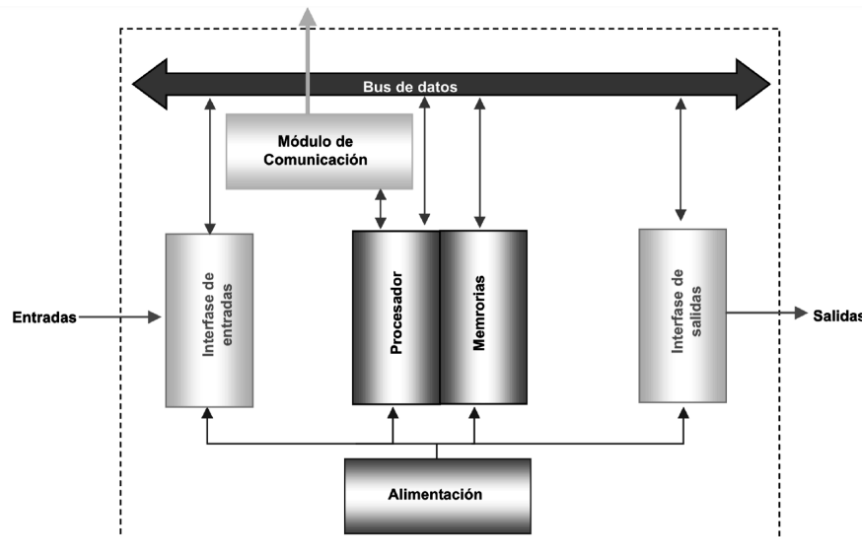 Bus de datos
Módulo de
Comunicación
Entradas
Interfase de
entradas
Procesador
Memrorias
Interfase de
salidas
Salidas
Alimentación